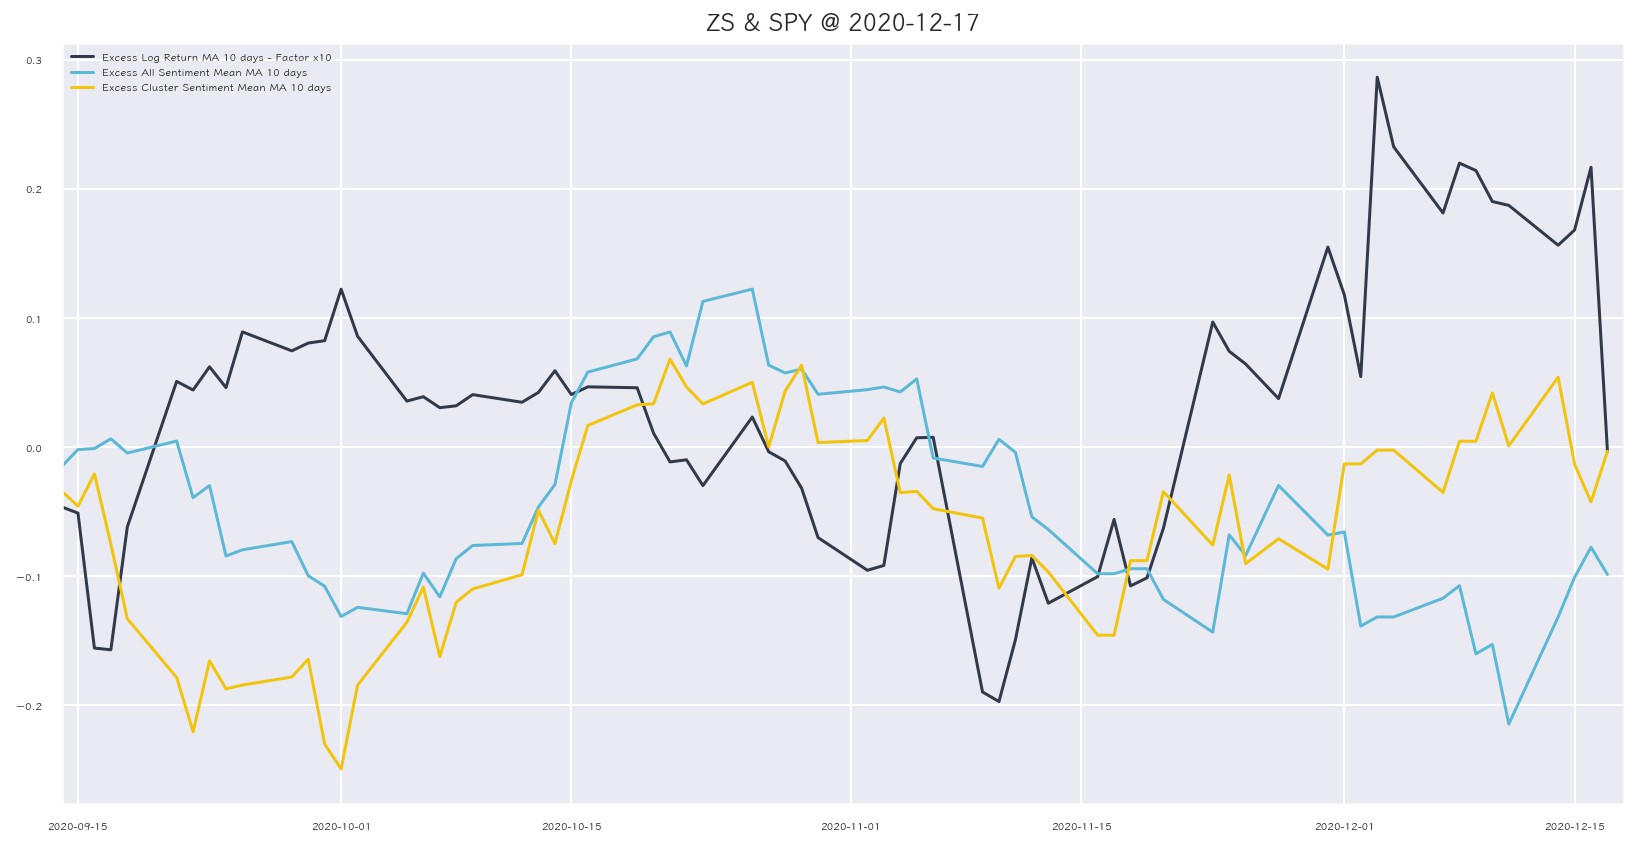 ZS & SPY @ 2020-12-17
Excess Log Return MA 10 days - Factor x10
Excess All Sentiment Mean MA 10 days
Excess Cluster Sentiment Mean MA 10 days
0.3
0.2
0.1
0.0
−0.1
−0.2
2020-09-15 2020-10-01 2020-10-15 2020-11-01 2020-11-15 2020-12-01 2020-12-15